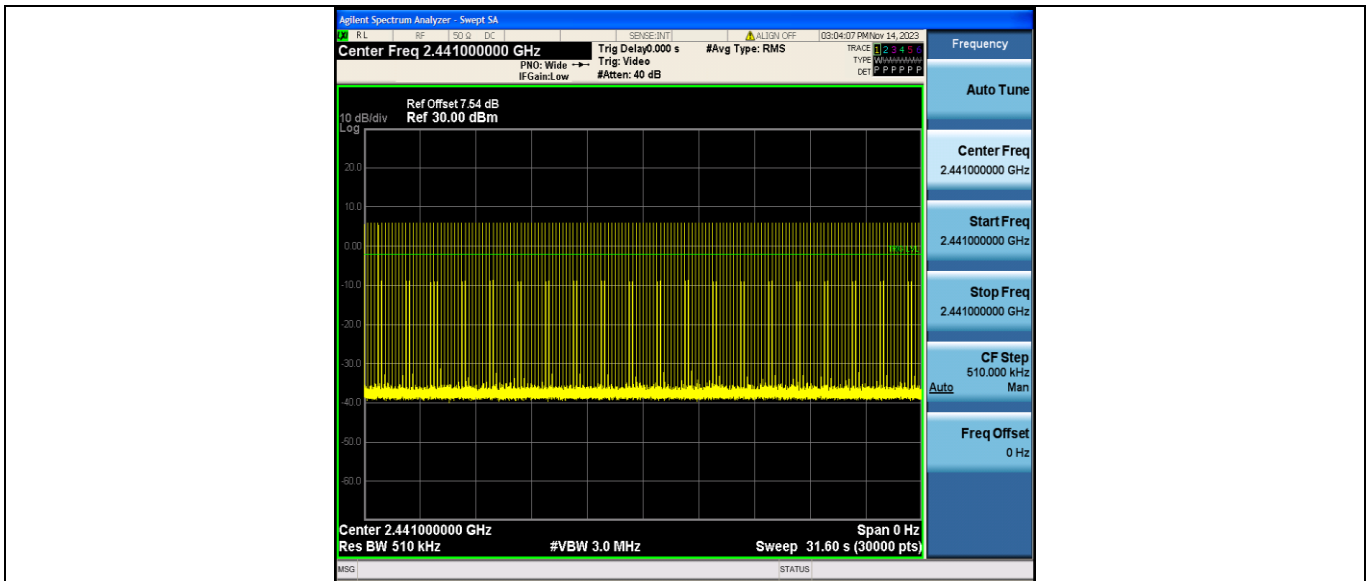 Agilent Spectrum Analyzer - Swept SA
RL RF 50 Ω DC SENSE:INT ALIGN OFF 03:04:07 PM Nov 14, 2023
Center Freq 2.441000000 GHz Trig Delay0.000 s #Avg Type: RMS TRACE 1 2 3 4 5 6
PNO: Wide Trig: Video TYPE
IFGain:Low #Atten: 40 dB DET P P P P P P
Ref Offset 7.54 dB
10 dB/div Ref 30.00 dBm
Log
20.0
10.0
0.00
-10.0
-20.0
-30.0
-40.0
-50.0
-60.0
Center 2.441000000 GHz Span 0 Hz
Res BW 510 kHz #VBW 3.0 MHz Sweep 31.60 s (30000 pts)
MSG STATUS
Frequency
Auto Tune
Center Freq
2.441000000 GHz
Start Freq
2.441000000 GHz
Stop Freq
2.441000000 GHz
CF Step
510.000 kHz
Auto Man
Freq Offset
0 Hz